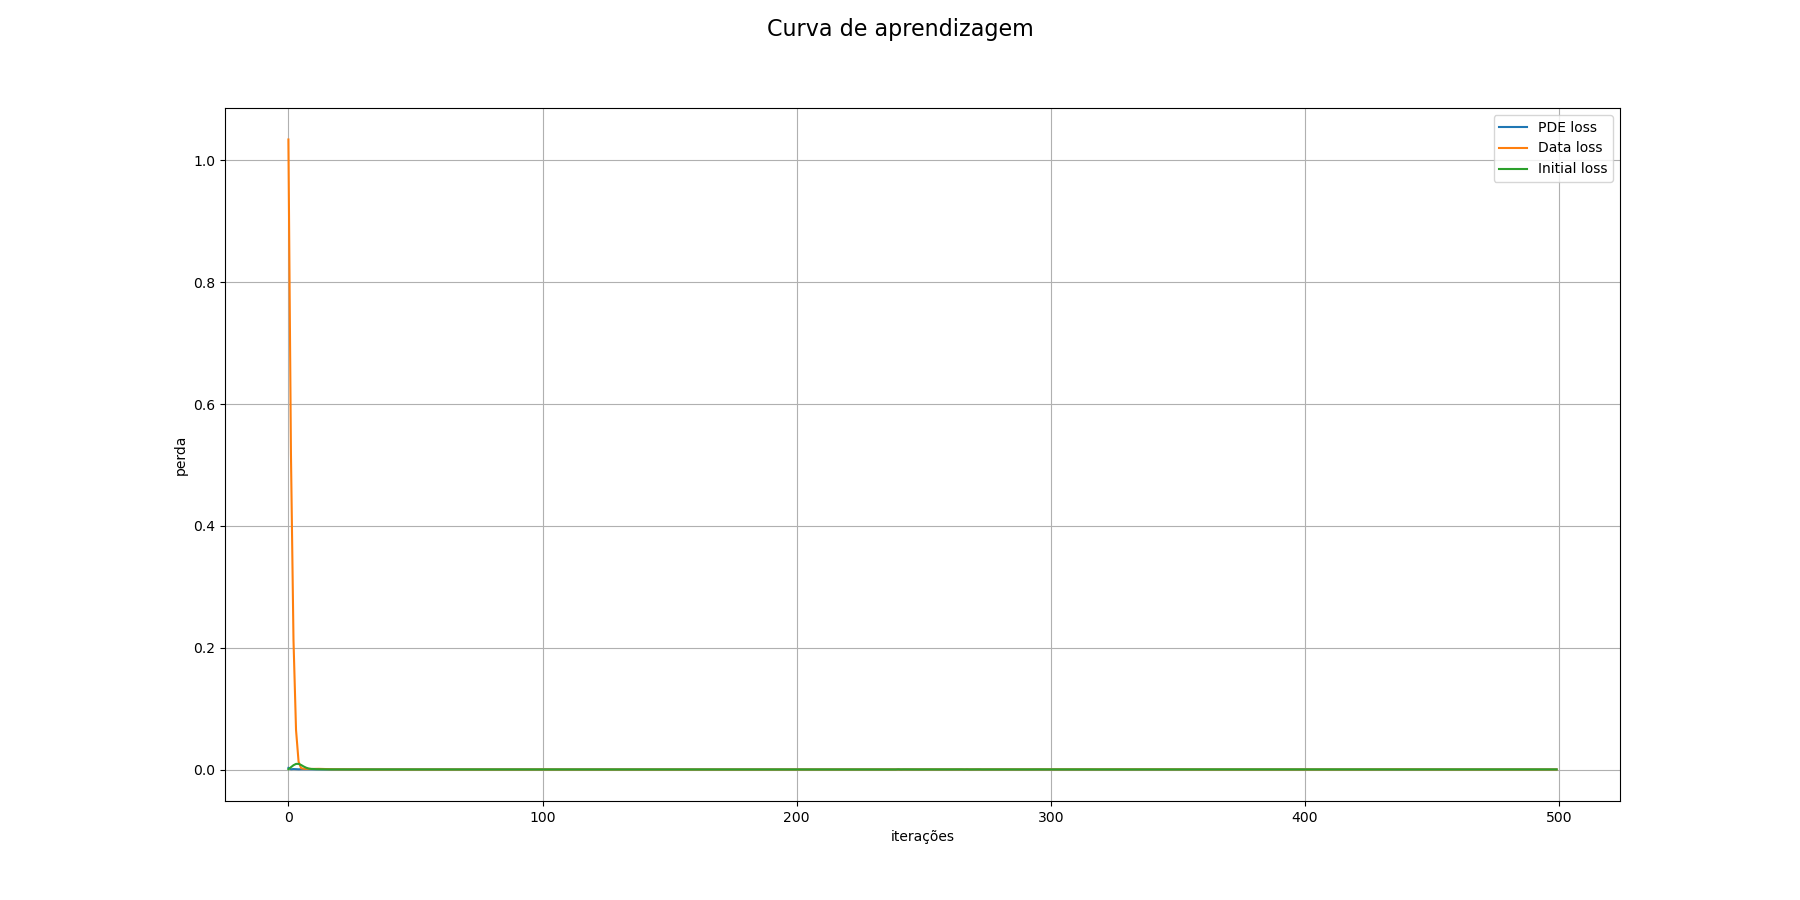 Curva de aprendizagem
PDE loss
Data loss
Initial loss
1.0
0.8
0.6
0.4
0.2
0.0
perda
0 100 200 300 400 500
iterações